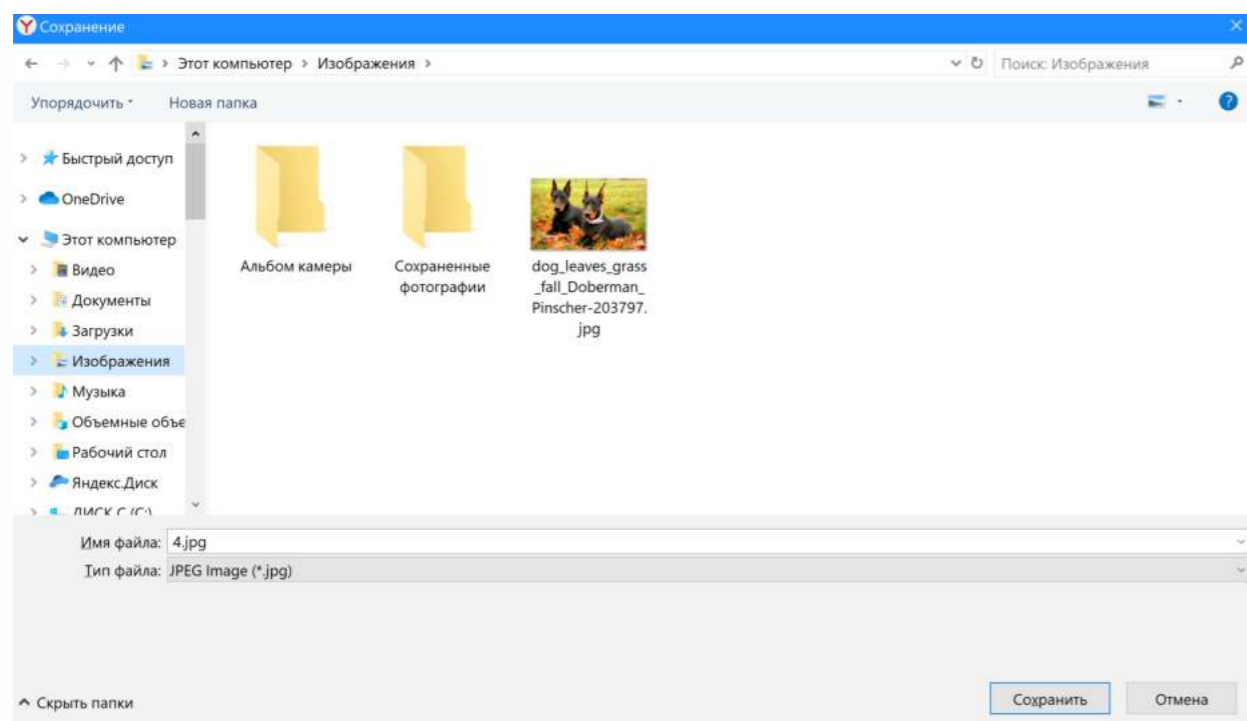 Сохранение
Этот компьютер > Изображения >
Поиск: Изображения
Упорядочить
Новая папка
Быстрый доступ
OneDrive
Этот компьютер
Видео
Документы
Загрузки
Изображения
Музыка
Объемные объе
Рабочий стол
Яндекс.Диск
ДИСК C (C:)
Альбом камеры
Сохраненные
фотографии
dog_leaves_grass
_fall_Doberman_
Pinscher-203797.
jpg
Имя файла: 4.jpg
Тип файла: JPEG Image (*.jpg)
Скрыть папки
Сохранить
Отмена